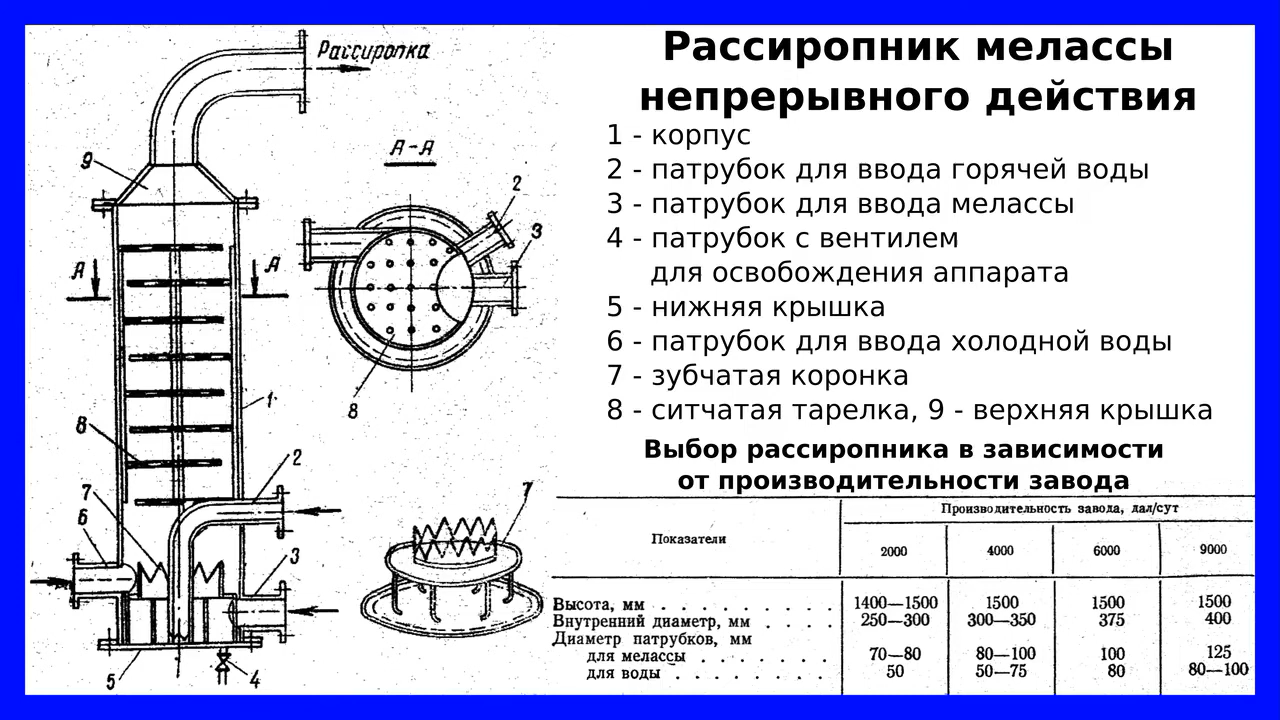 Рассиропка
9
А-А
2
3
А
А
8
1
8
2
7
7
6
3
5
4
Рассиропник мелассы
непрерывного действия
1 - корпус
2 - патрубок для ввода горячей воды
3 - патрубок для ввода мелассы
4 - патрубок с вентилем
для освобождения аппарата
5 - нижняя крышка
6 - патрубок для ввода холодной воды
7 - зубчатая коронка
8 - ситчатая тарелка, 9 - верхняя крышка
Выбор рассиропника в зависимости
от производительности завода
Показатели
Производительность завода, дал/сут
2000 4000 6000 9000
Высота, мм . . . . . . . . . 1400—1500 1500 1500 1500
Внутренний диаметр, мм . . . . 250—300 300—350 375 400
Диаметр патрубков, мм
для мелассы . . . . . . . 70—80 80—100 100 125
для воды . . . . . . . . 50 50—75 80 80—100